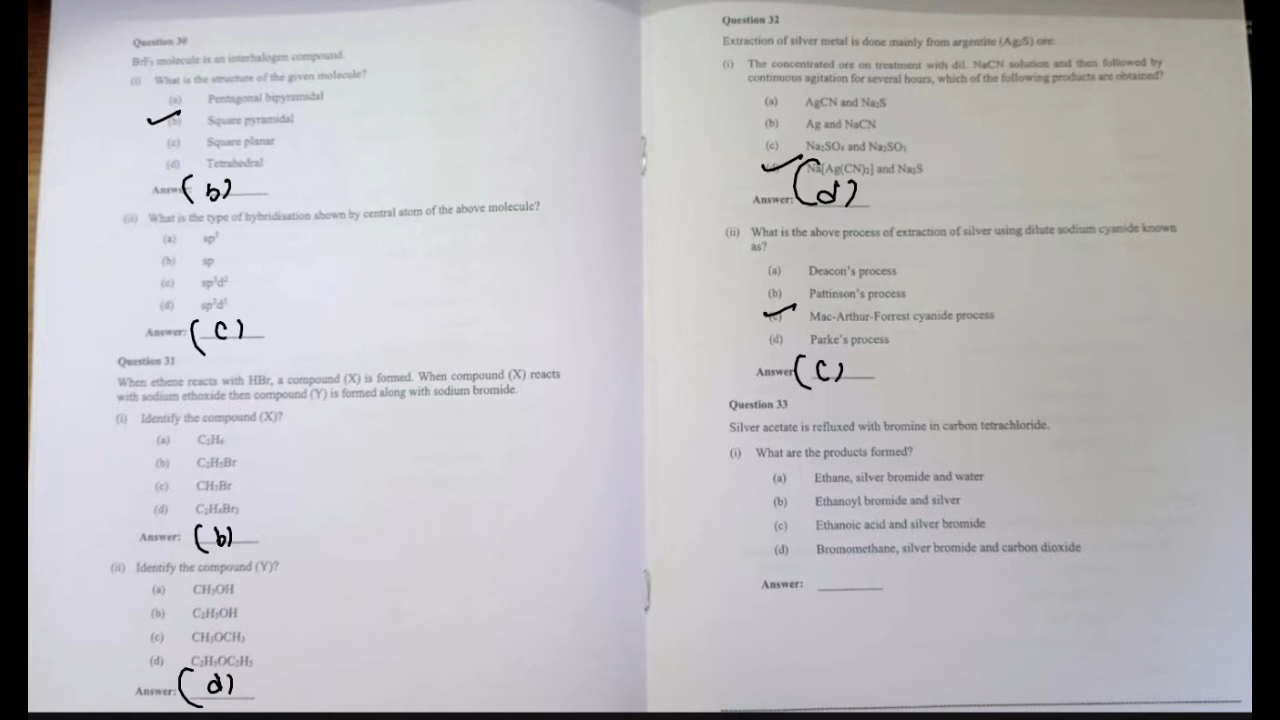 Question 30
BrF₅ molecule is an interhalogen compound.
(i) What is the structure of the given molecule?
(a) Pentagonal bipyramidal
(b) Square pyramidal
(c) Square planar
(d) Tetrahedral
Answer: (b)
(ii) What is the type of hybridisation shown by central atom of the above molecule?
(a) sp³
(b) sp
(c) sp³d²
(d) sp³d³
Answer: (c)
Question 31
When ethene reacts with HBr, a compound (X) is formed. When compound (X) reacts
with sodium ethoxide then compound (Y) is formed along with sodium bromide.
(i) Identify the compound (X)?
(a) C₂H₆
(b) C₂H₅Br
(c) CH₃Br
(d) C₂H₄Br₂
Answer: (b)
(ii) Identify the compound (Y)?
(a) CH₃OH
(b) C₂H₅OH
(c) CH₃OCH₃
(d) C₂H₅OC₂H₅
Answer: (d)
Question 32
Extraction of silver metal is done mainly from argentite (Ag₂S) ore:
(i) The concentrated ore on treatment with dil. NaCN solution and then followed by
continuous agitation for several hours, which of the following products are obtained?
(a) AgCN and Na₂S
(b) Ag and NaCN
(c) Na₂SO₄ and Na₂SO₃
Na[Ag(CN)₂] and Na₂S
Answer: (d)
(ii) What is the above process of extraction of silver using dilute sodium cyanide known
as?
(a) Deacon's process
(b) Pattinson's process
(c) Mac-Arthur-Forrest cyanide process
(d) Parke's process
Answer (c)
Question 33
Silver acetate is refluxed with bromine in carbon tetrachloride.
(i) What are the products formed?
(a) Ethane, silver bromide and water
(b) Ethanoyl bromide and silver
(c) Ethanoic acid and silver bromide
(d) Bromomethane, silver bromide and carbon dioxide
Answer: